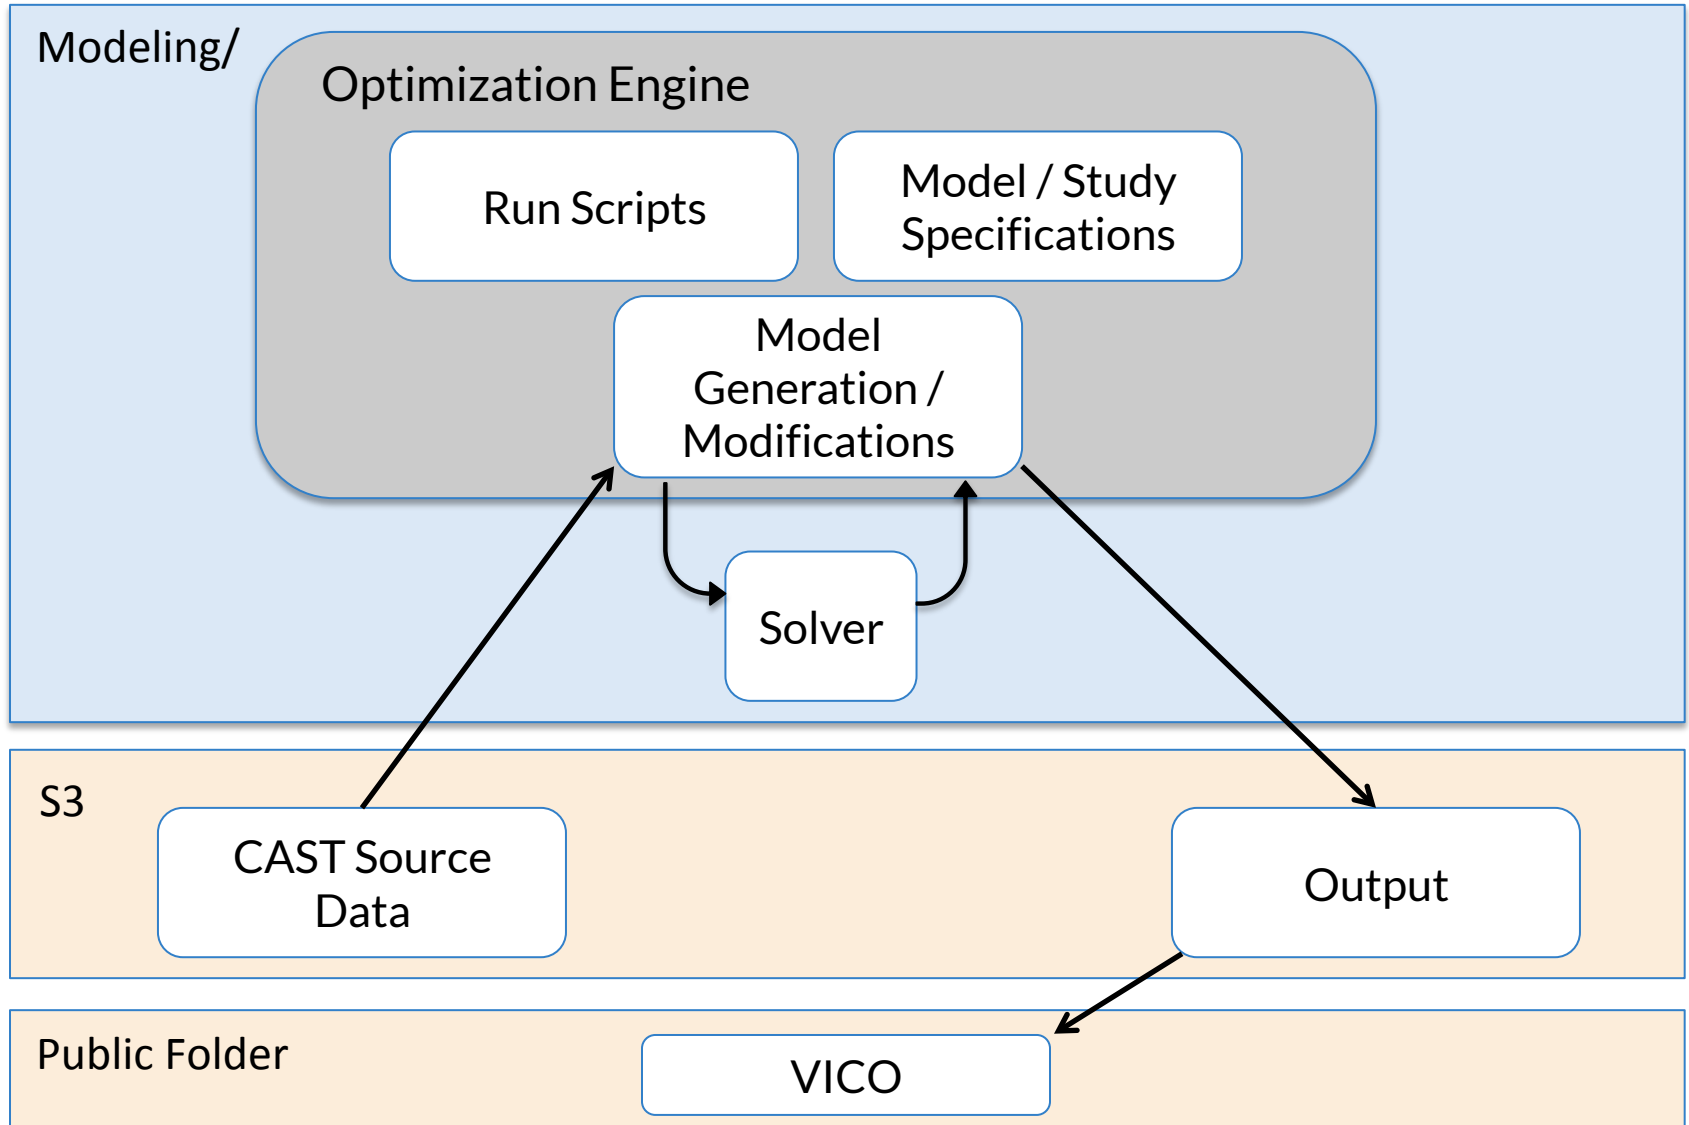 Modeling/
Optimization Engine
Run Scripts
Model / Study
Specifications
Model
Generation /
Modifications
Solver
S3
CAST Source
Data
Output
Public Folder
VICO